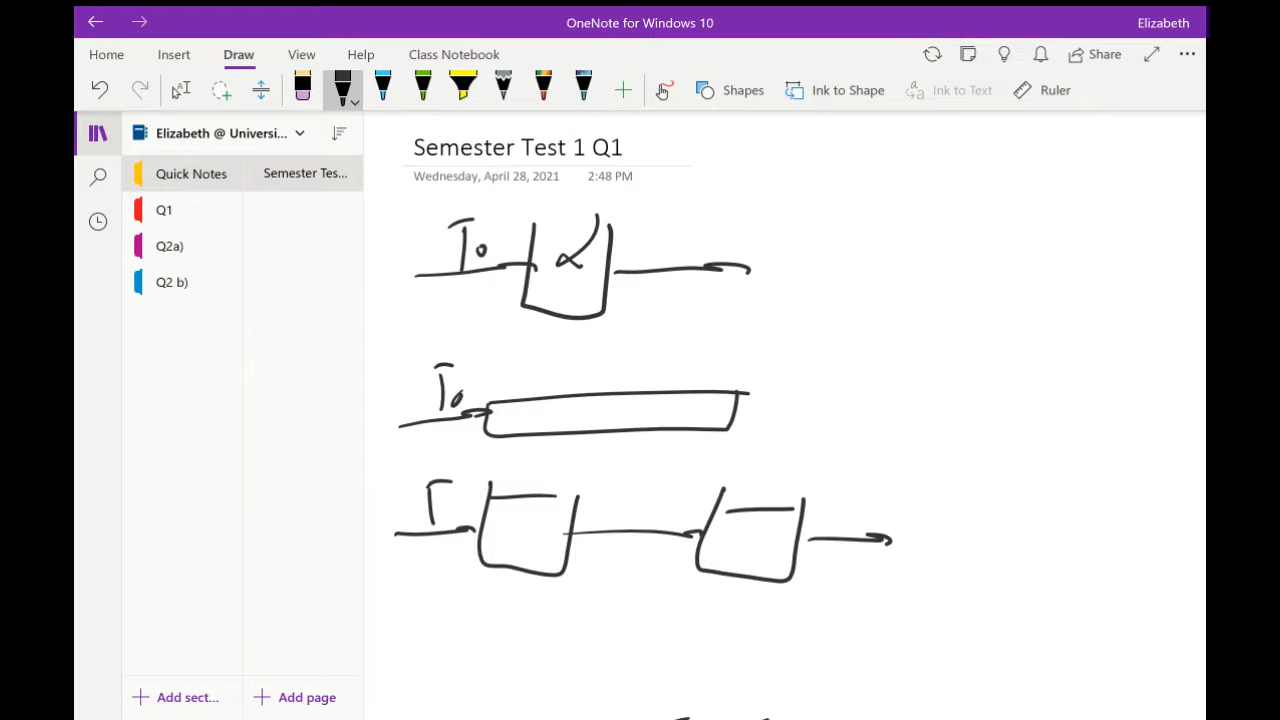 OneNote for Windows 10
Elizabeth
Home Insert Draw View Help Class Notebook
Share
Shapes Ink to Shape Ink to Text Ruler
Elizabeth @ Universi...
Quick Notes
Q1
Q2a)
Q2 b)
Semester Tes...
Semester Test 1 Q1
Wednesday, April 28, 2021 2:48 PM
To
α
To
T
Add sect...
Add page